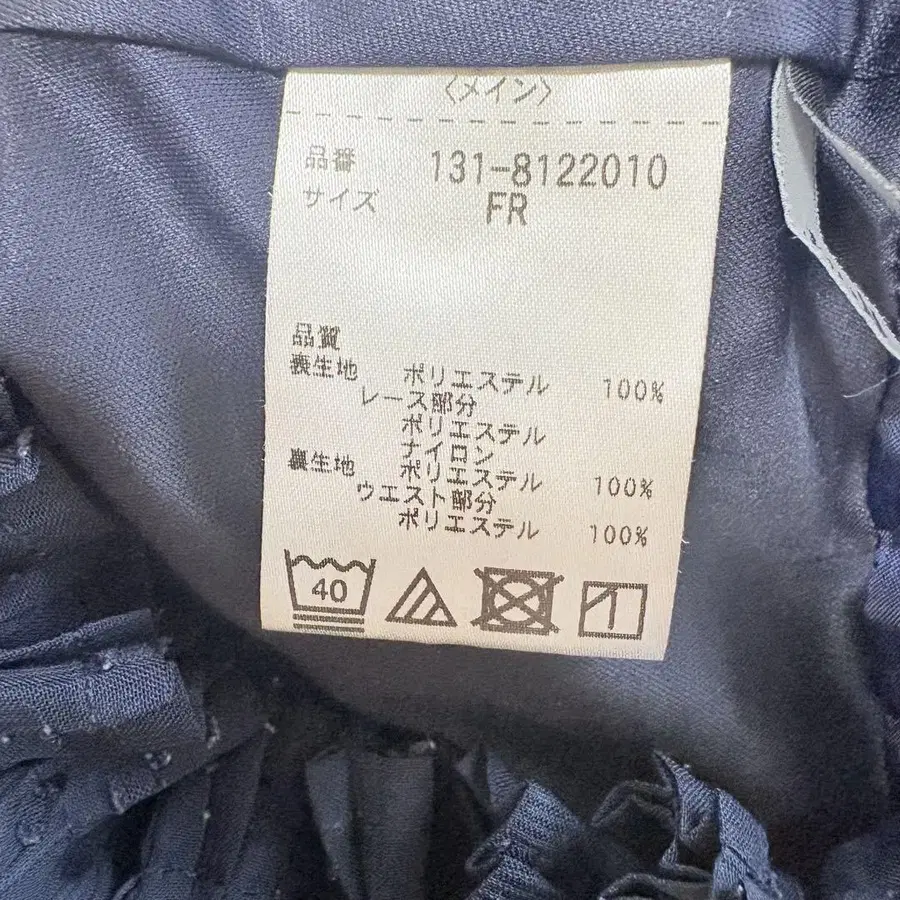 〈メイン〉
品番 131-8122010
サイズ FR
品質
表生地 ポリエステル 100%
レース部分
ポリエステル
ナイロン
裏生地 ポリエステル 100%
ウエスト部分
ポリエステル 100%
40